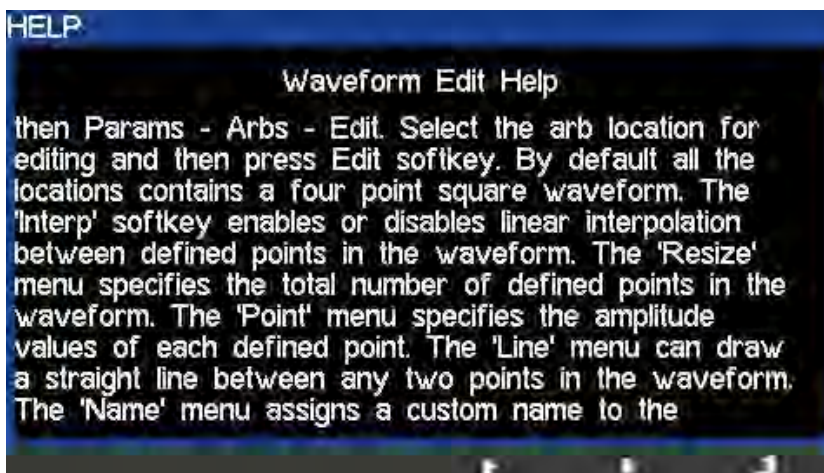 HELP
Waveform Edit Help
then Params - Arbs - Edit. Select the arb location for
editing and then press Edit softkey. By default all the
locations contains a four point square waveform. The
'Interp' softkey enables or disables linear interpolation
between defined points in the waveform. The 'Resize'
menu specifies the total number of defined points in the
waveform. The 'Point' menu specifies the amplitude
values of each defined point. The 'Line' menu can draw
a straight line between any two points in the waveform.
The 'Name' menu assigns a custom name to the